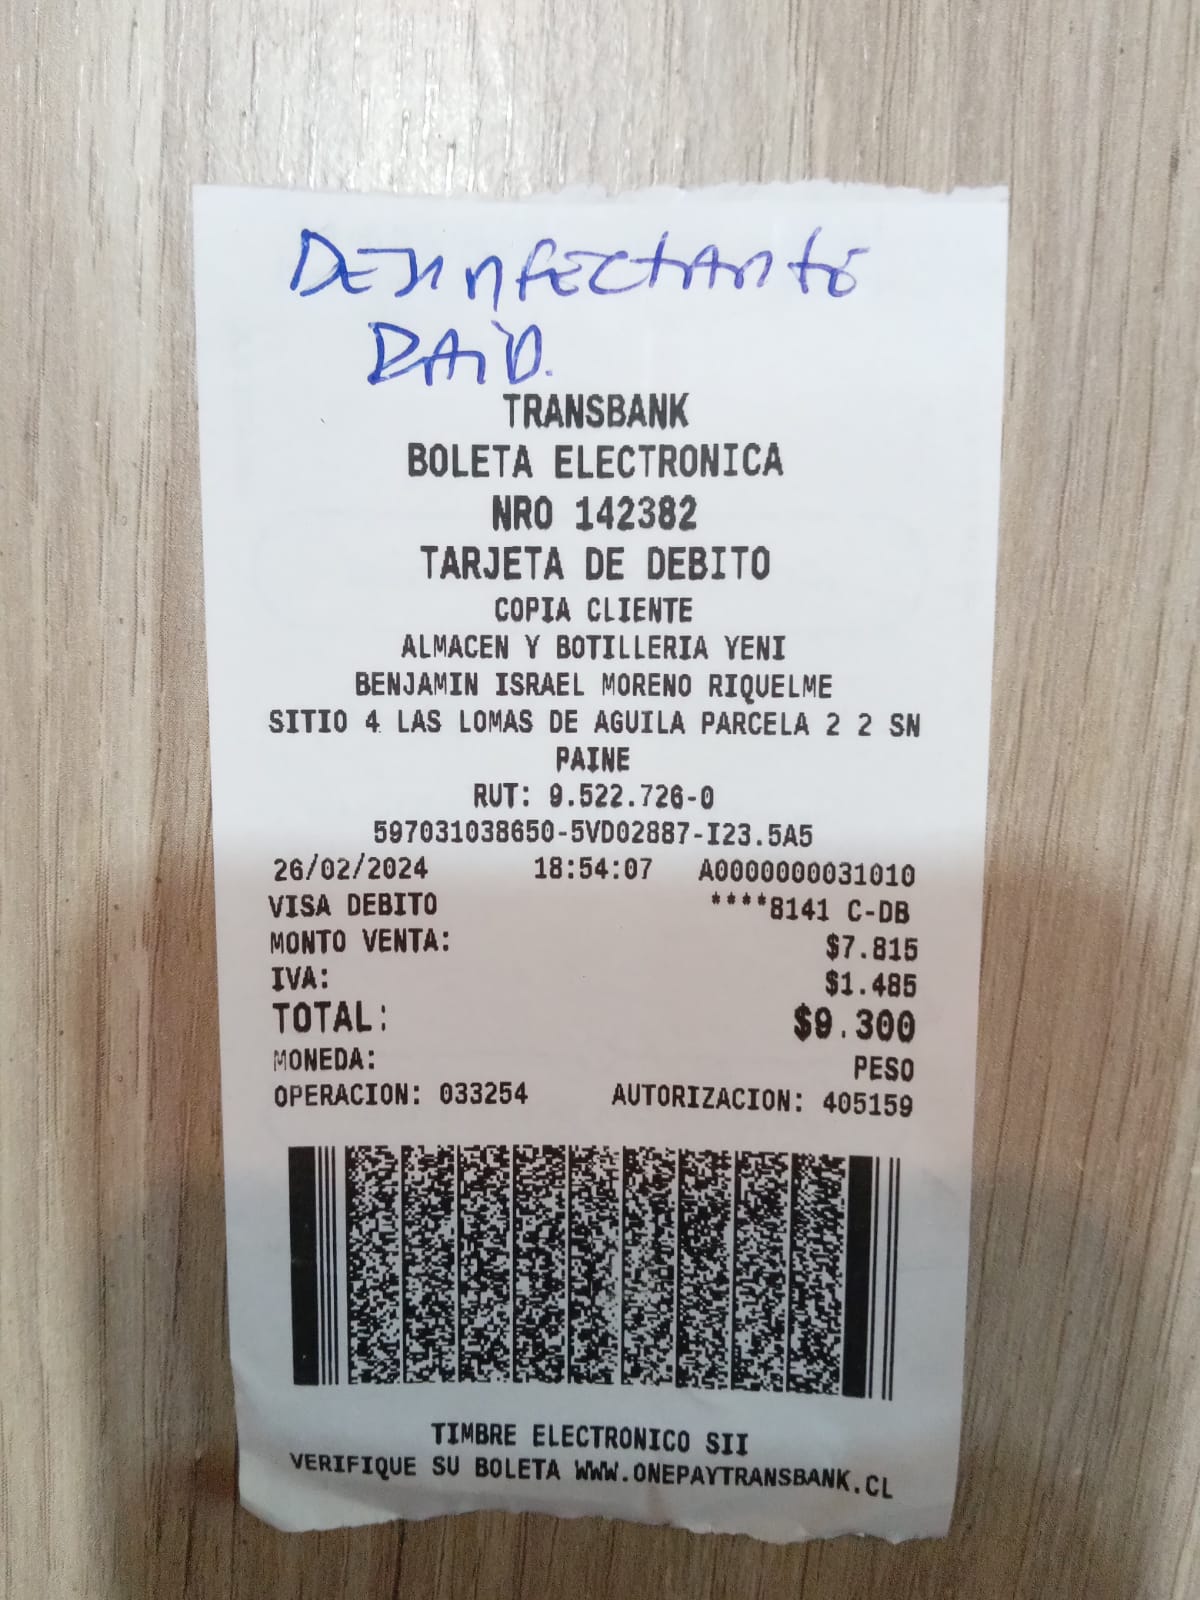 DESINFECTANTE
RAID.
TRANSBANK
BOLETA ELECTRONICA
NRO 142382
TARJETA DE DEBITO
COPIA CLIENTE
ALMACEN Y BOTILLERIA YENI
BENJAMIN ISRAEL MORENO RIQUELME
SITIO 4 LAS LOMAS DE AGUILA PARCELA 2 2 SN
PAINE
RUT: 9.522.726-0
597031038650-5VD02887-I23.5A5
26/02/2024 18:54:07 A0000000031010
VISA DEBITO ****8141 C-DB
MONTO VENTA: $7.815
IVA: $1.485
TOTAL: $9.300
MONEDA: PESO
OPERACION: 033254 AUTORIZACION: 405159
TIMBRE ELECTRONICO SII
VERIFIQUE SU BOLETA WWW.ONEPAYTRANSBANK.CL